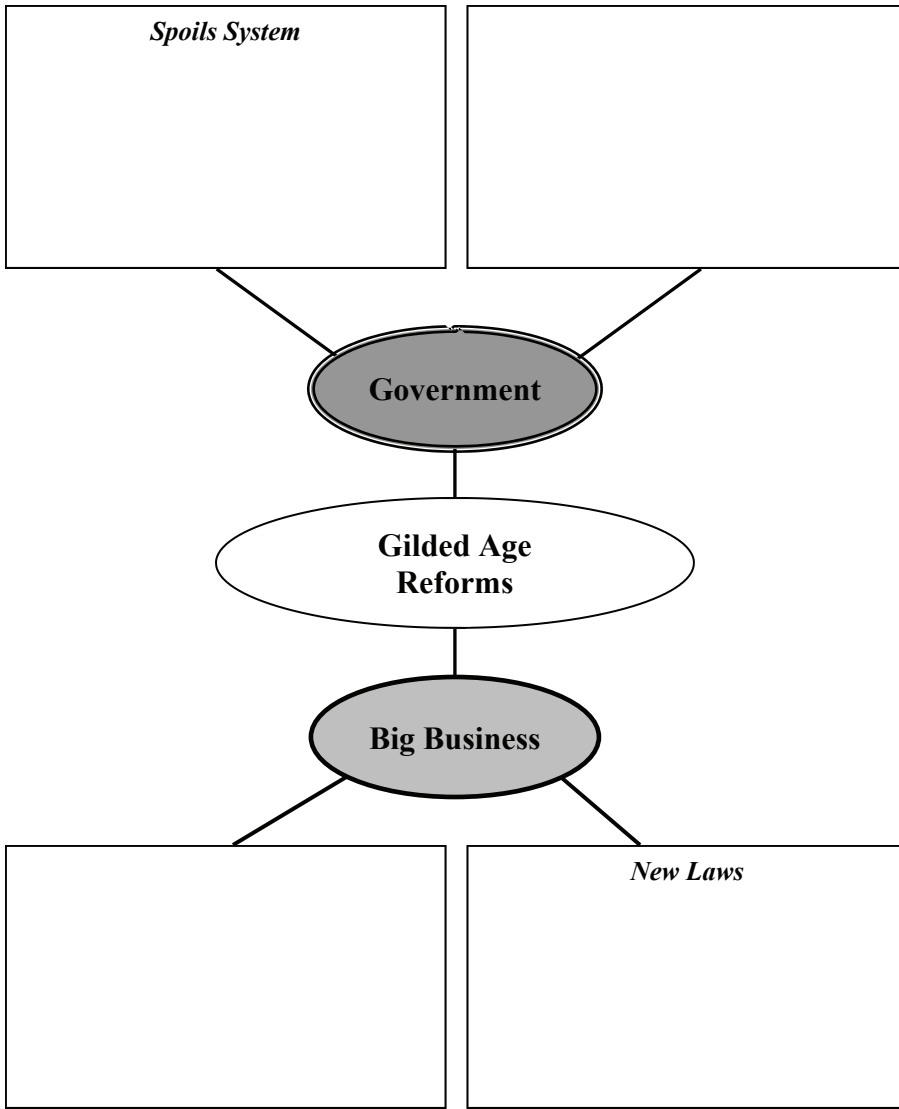 Spoils System
Government
Gilded Age
Reforms
Big Business
New Laws